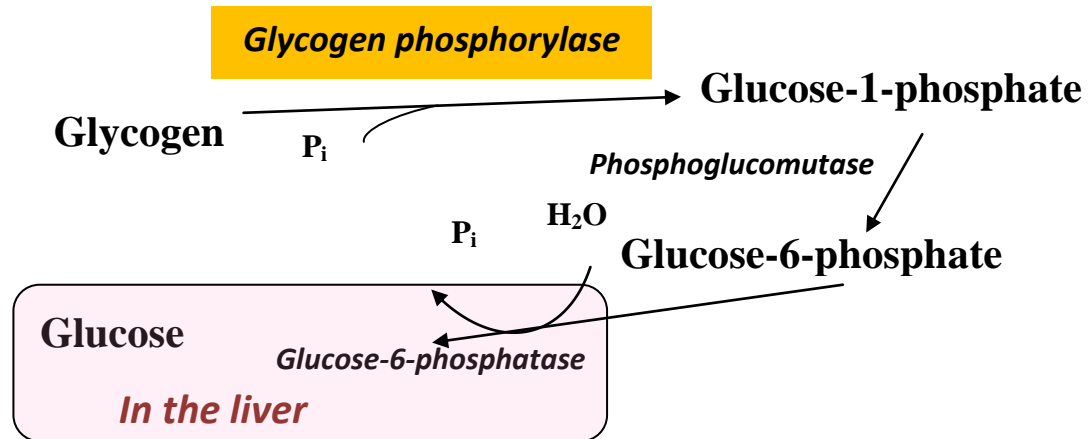 Glycogen phosphorylase
Glucose-1-phosphate
Glycogen
Pᵢ
Phosphoglucomutase
H₂O
Pᵢ
Glucose-6-phosphate
Glucose
Glucose-6-phosphatase
In the liver